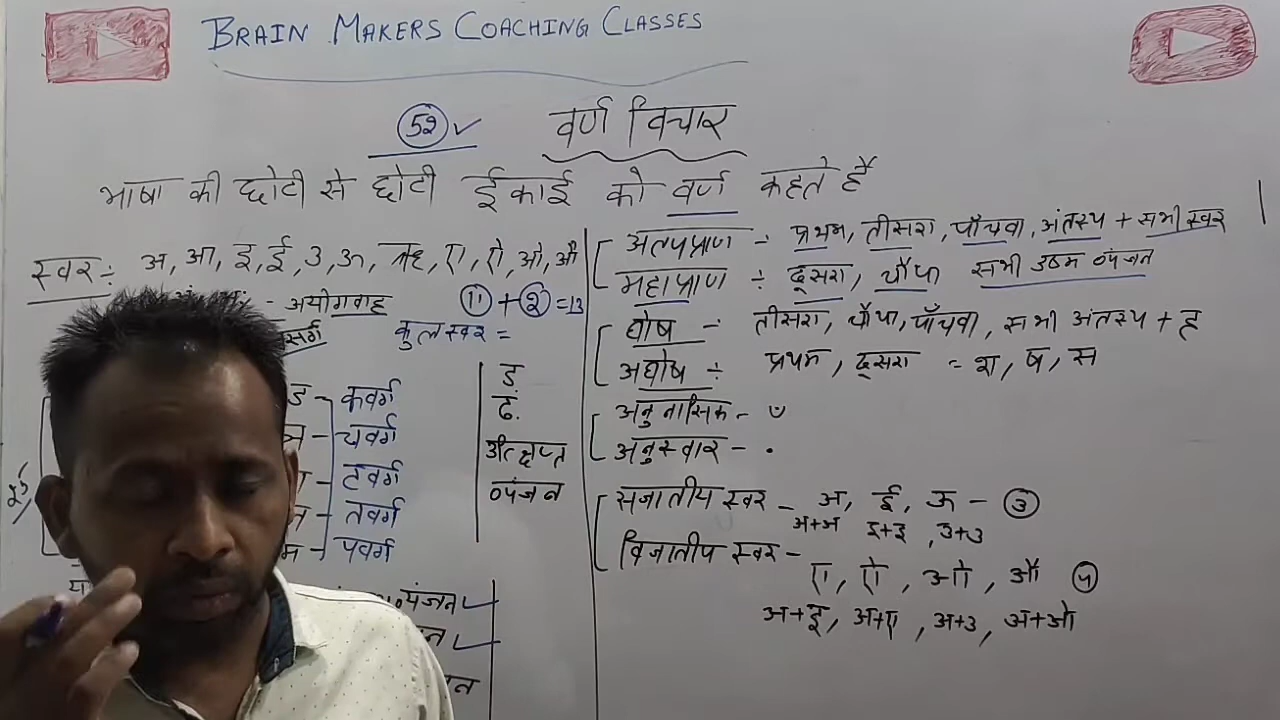 BRAIN MAKERS COACHING CLASSES
52 ✓ वर्ण विचार
भाषा की छोटी से छोटी ईकाई को वर्ण कहते है
स्वर ÷ अ, आ, इ, ई, उ, ऊ, ऋ, ए, ऐ, ओ, औ
- अयोगवाह 11 + 2 = 13
सर्ग कुल स्वर =
ङ - कवर्ग
- चवर्ग
- टवर्ग
न - तवर्ग
म - पवर्ग
ड़
ढ़
उत्क्षिप्त
व्यंजन
व्यंजन
अल्पप्राण - प्रथम, तीसरा, पाँचवा, अंतस्थ + सभी स्वर
महाप्राण ÷ दूसरा, चौथा सभी उष्म व्यंजन
घोष - तीसरा, चौथा, पाँचवा, सभी अंतस्थ + ह
अघोष ÷ प्रथम, दूसरा = श, ष, स
अनुनासिक - ँ
अनुस्वार - .
सजातीय स्वर - आ, ई, ऊ - 3
अ+अ इ+इ, उ+उ
विजातीय स्वर -
ए, ऐ, ओ, औ 4
अ+इ, अ+ए, अ+उ, अ+ओ